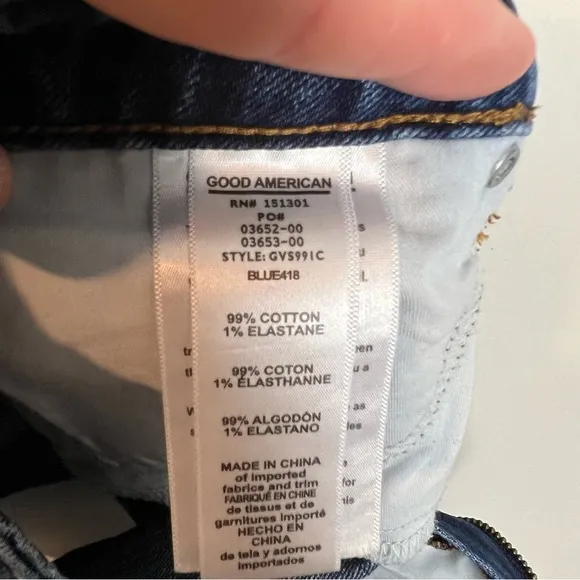 GOOD AMERICAN
RN# 151301
PO#
03652-00
03653-00
STYLE: GVS991C
BLUE418
99% COTTON
1% ELASTANE
99% COTON
1% ÉLASTHANNE
99% ALGODÓN
1% ELASTANO
MADE IN CHINA
of imported
fabrics and trim
FABRIQUÉ EN CHINE
de tissus et de
garnitures importé
HECHO EN
CHINA
de tela y adornos
importados